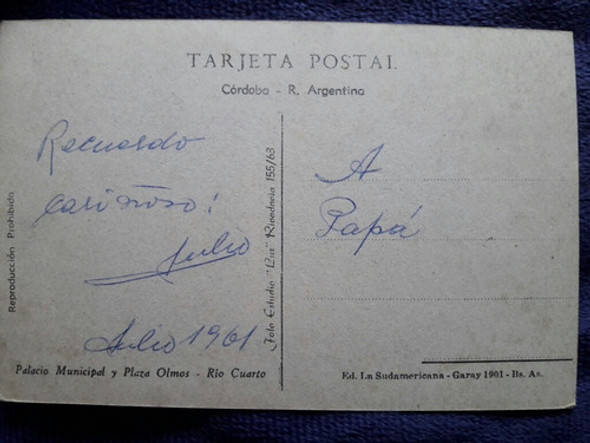 TARJETA POSTAL
Córdoba - R. Argentina
Recuerdo
cariñoso!
Julio
Julio 1961
A
Papá
Reproducción Prohibida
Foto Estudio "Luz" Rivadavia 155/63
Palacio Municipal y Plaza Olmos - Río Cuarto
Ed. La Sudamericana - Garay 1901 - Bs. As.